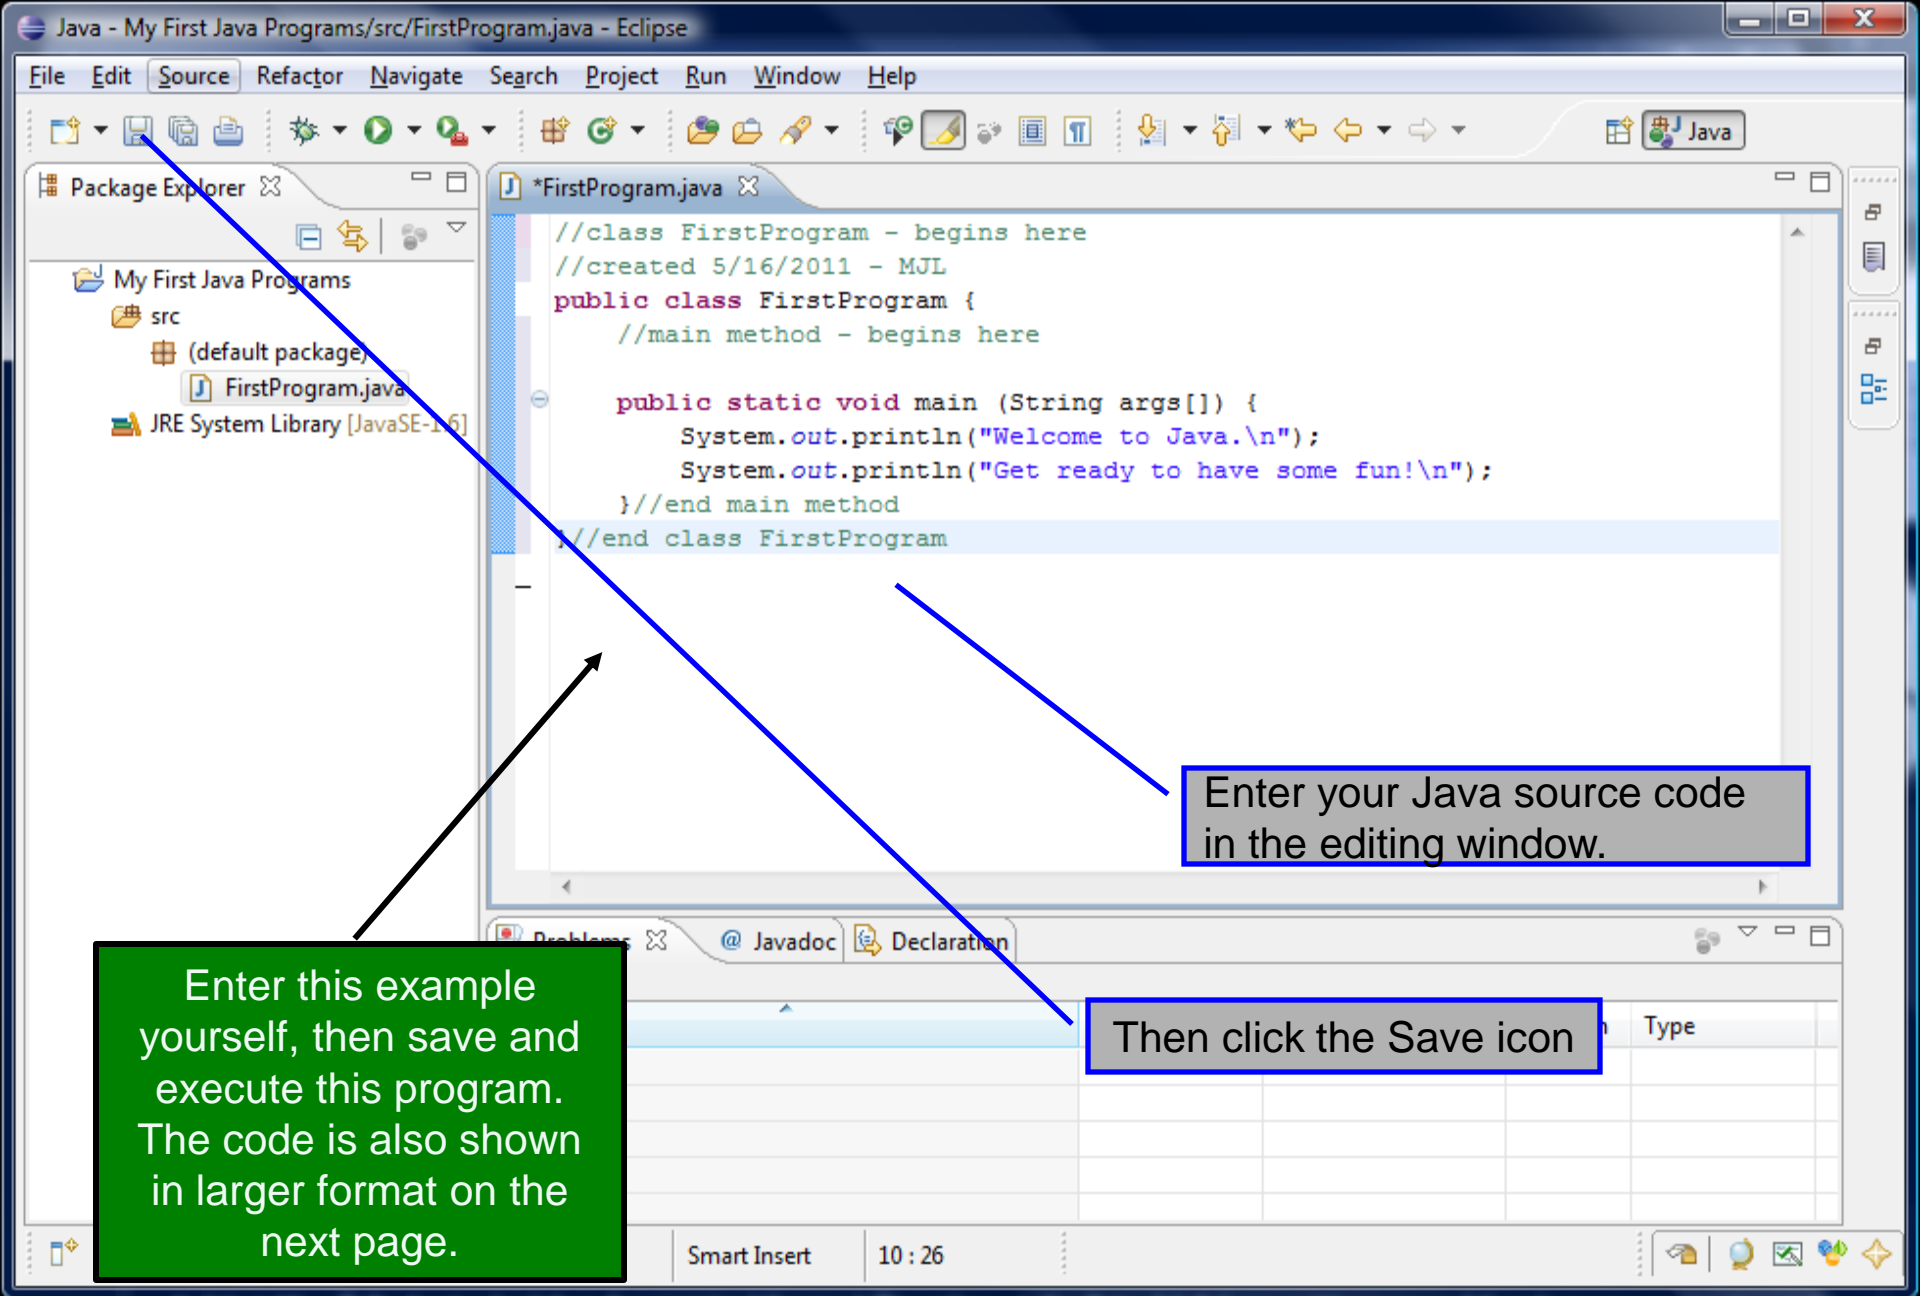 Java - My First Java Programs/src/FirstProgram.java - Eclipse
File Edit Source Refactor Navigate Search Project Run Window Help
Java
Package Explorer
*FirstProgram.java
My First Java Programs
src
(default package)
FirstProgram.java
JRE System Library [JavaSE-1.6]
//class FirstProgram - begins here
//created 5/16/2011 - MJL
public class FirstProgram {
//main method - begins here
public static void main (String args[]) {
System.out.println("Welcome to Java.\n");
System.out.println("Get ready to have some fun!\n");
}//end main method
}//end class FirstProgram
Enter your Java source code
in the editing window.
Problems @ Javadoc Declaration
Then click the Save icon
Type
Enter this example
yourself, then save and
execute this program.
The code is also shown
in larger format on the
next page.
Smart Insert 10 : 26